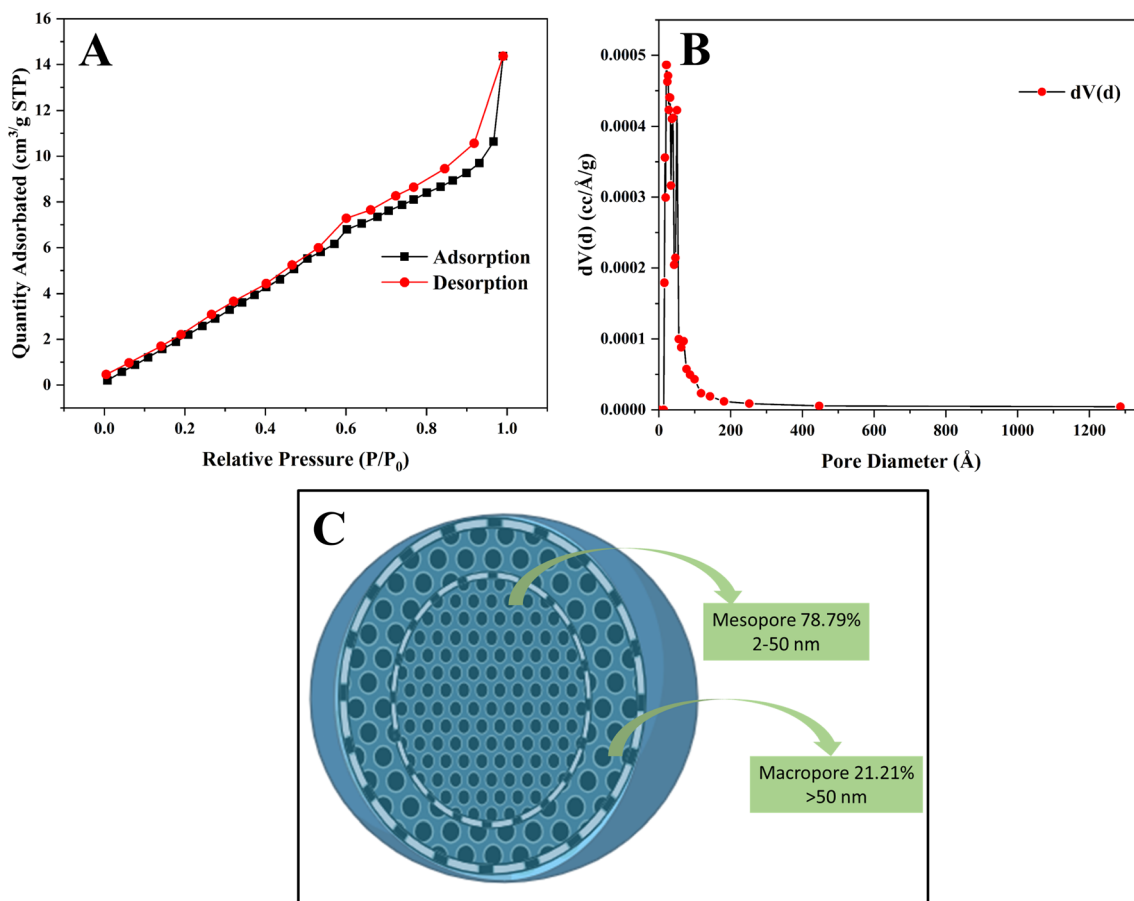 A
Quantity Adsorbated (cm³/g STP)
16
14
12
10
8
6
4
2
0
0.0 0.2 0.4 0.6 0.8 1.0
Relative Pressure (P/P₀)
Adsorption
Desorption
B
dV(d) (cc/Å/g)
0.0005
0.0004
0.0003
0.0002
0.0001
0.0000
0 200 400 600 800 1000 1200
Pore Diameter (Å)
dV(d)
C
Mesopore 78.79%
2-50 nm
Macropore 21.21%
>50 nm